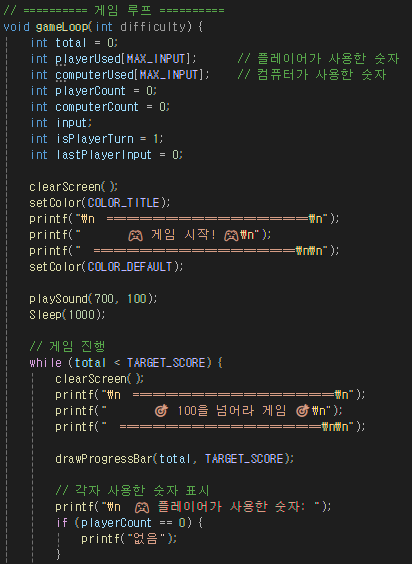 // ========== 게임 루프 ==========
void gameLoop(int difficulty) {
    int total = 0;
    int playerUsed[MAX_INPUT];      // 플레이어가 사용한 숫자
    int computerUsed[MAX_INPUT];    // 컴퓨터가 사용한 숫자
    int playerCount = 0;
    int computerCount = 0;
    int input;
    int isPlayerTurn = 1;
    int lastPlayerInput = 0;

    clearScreen();
    setColor(COLOR_TITLE);
    printf("₩n  ================================₩n");
    printf("        🎮 게임 시작! 🎮₩n");
    printf("  ================================₩n₩n");
    setColor(COLOR_DEFAULT);

    playSound(700, 100);
    Sleep(1000);

    // 게임 진행
    while (total < TARGET_SCORE) {
        clearScreen();
        printf("₩n  ================================₩n");
        printf("        🎯 100을 넘어라 게임 🎯₩n");
        printf("  ================================₩n₩n");

        drawProgressBar(total, TARGET_SCORE);

        // 각자 사용한 숫자 표시
        printf("₩n  🎮 플레이어가 사용한 숫자: ");
        if (playerCount == 0) {
            printf("없음");
        }